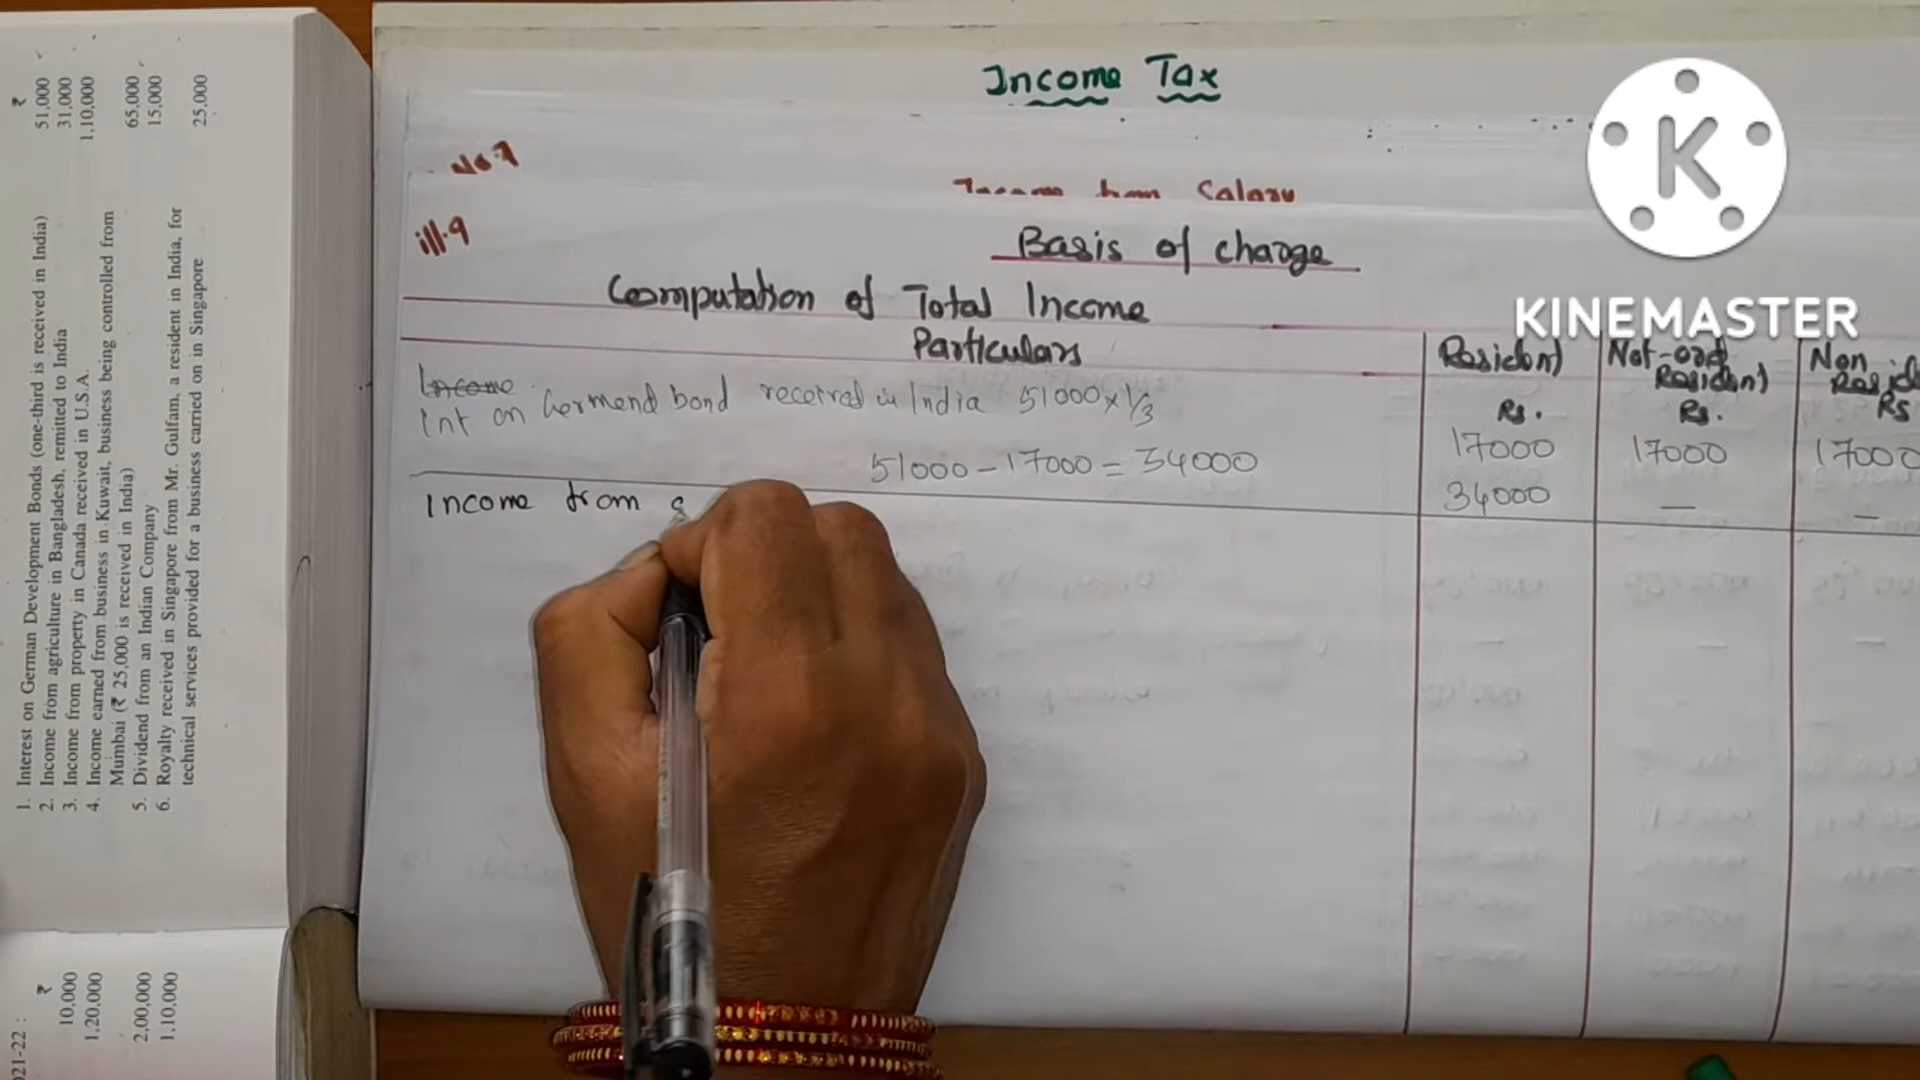 ₹
1. Interest on German Development Bonds (one-third is received in India) 51,000
2. Income from agriculture in Bangladesh, remitted to India 31,000
3. Income from property in Canada received in U.S.A. 1,10,000
4. Income earned from business in Kuwait, business being controlled from
Mumbai (₹ 25,000 is received in India) 65,000
5. Dividend from an Indian Company 15,000
6. Royalty received in Singapore from Mr. Gulfam, a resident in India, for
technical services provided for a business carried on in Singapore 25,000
021-22 :
₹
10,000
1,20,000
2,00,000
1,10,000
Income Tax
ill.9
Basis of charge
Computation of Total Income
Particulars Resident Not-ord Non
Resident
Rs. Rs. Rs
Income
Int on Germend bond received in India 51000 x 1/3
17000 17000 17000
51000 - 17000 = 34000
34000 — —
Income from
K
KINEMASTER